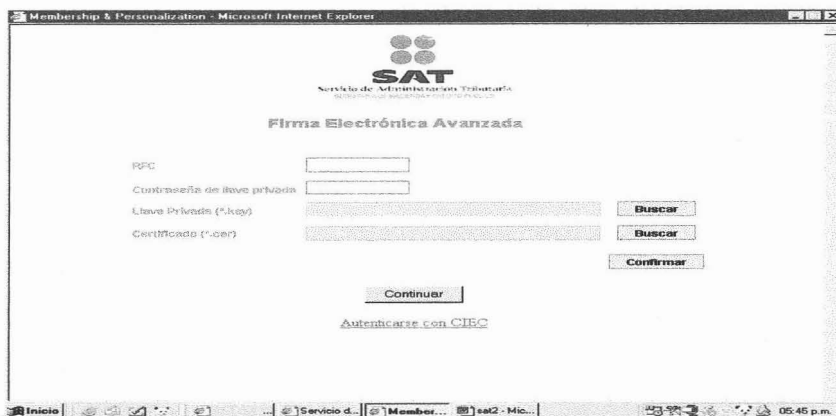 Membership & Personalization - Microsoft Internet Explorer
SAT
Servicio de Administración Tributaria
Firma Electrónica Avanzada
RFC
Contraseña de llave privada
Llave Privada (*.key) Buscar
Certificado (*.cer) Buscar
Confirmar
Continuar
Autenticarse con CIEC
Inicio ... Servicio d... Member... sat2 - Mic... 05:45 p.m.